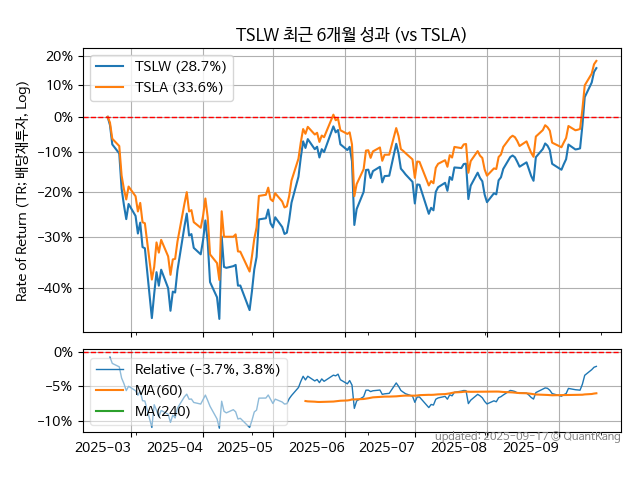 TSLW 최근 6개월 성과 (vs TSLA)
20%
10%
0%
−10%
−20%
−30%
−40%
Rate of Return (TR: 배당재투자, Log)
TSLW (28.7%)
TSLA (33.6%)
0%
−5%
−10%
Relative (−3.7%, 3.8%)
MA(60)
MA(240)
2025−03 2025−04 2025−05 2025−06 2025−07 2025−08 2025−09
updated: 2025−09−17 © QuantKang